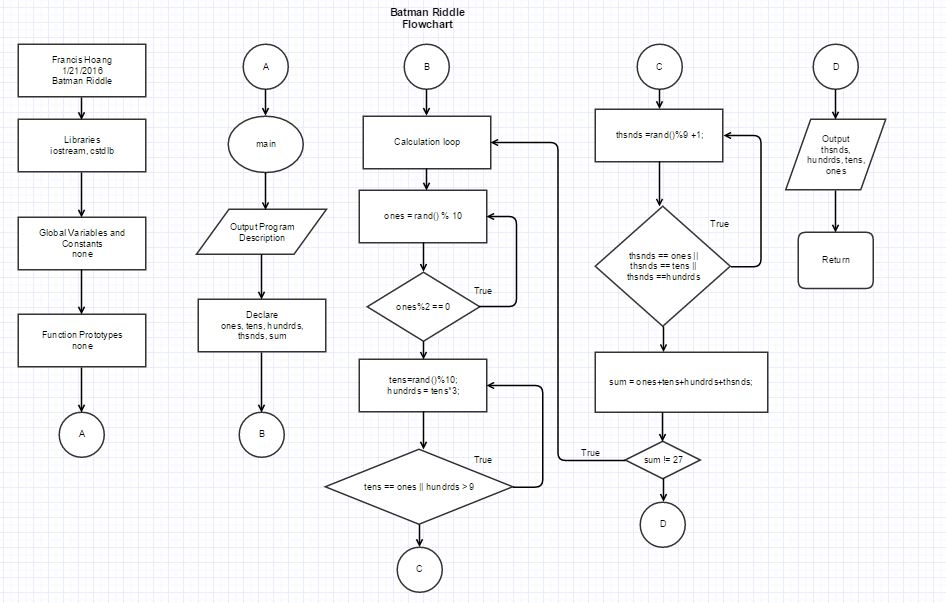 Batman Riddle
Flowchart
Francis Hoang
1/21/2016
Batman Riddle
Libraries
iostream, cstdlib
Global Variables and
Constants
none
Function Prototypes
none
A
A
main
Output Program
Description
Declare
ones, tens, hundrds,
thsnds, sum
B
B
Calculation loop
ones = rand() % 10
ones%2 == 0
True
tens=rand()%10;
hundrds = tens*3;
tens == ones || hundrds > 9
True
C
C
thsnds =rand()%9 +1;
thsnds == ones ||
thsnds == tens ||
thsnds ==hundrds
True
sum = ones+tens+hundrds+thsnds;
sum != 27
True
D
D
Output
thsnds,
hundrds, tens,
ones
Return